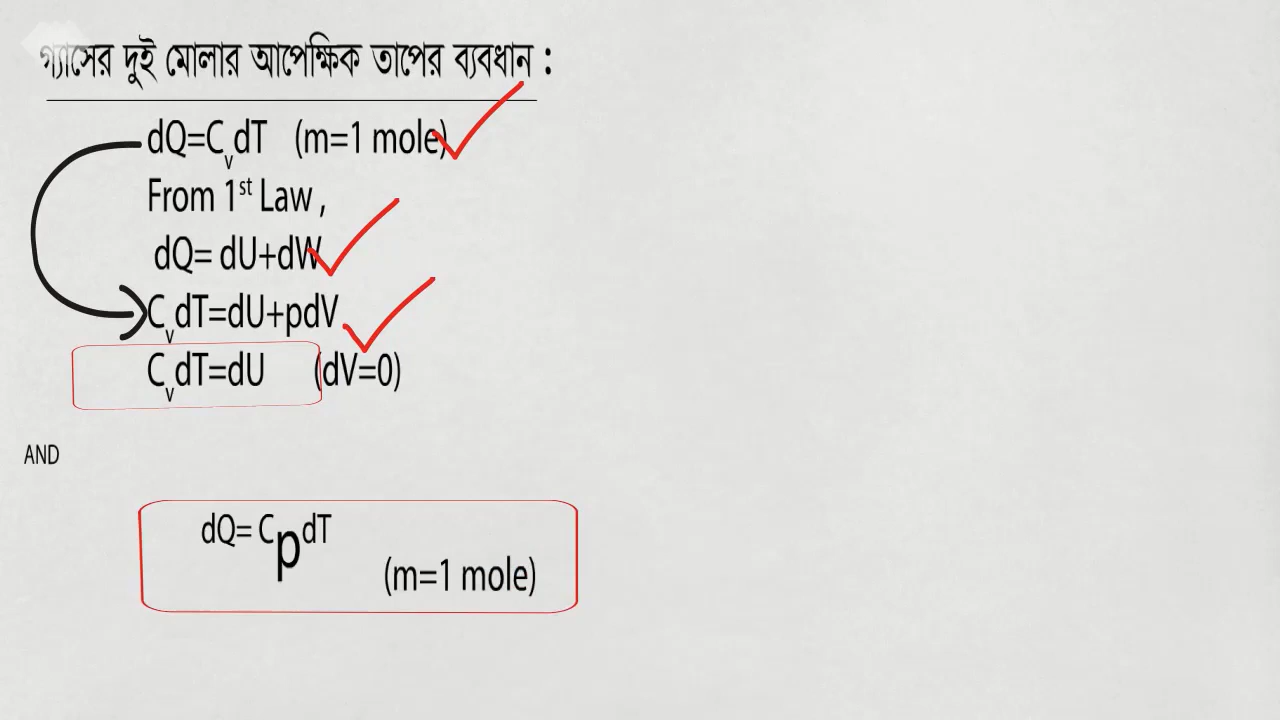 গ্যাসের দুই মোলার আপেক্ষিক তাপের ব্যবধান :
dQ=CᵥdT (m=1 mole)
From 1ˢᵗ Law ,
dQ= dU+dW
CᵥdT=dU+pdV
CᵥdT=dU (dV=0)
AND
dQ= CpdT
(m=1 mole)